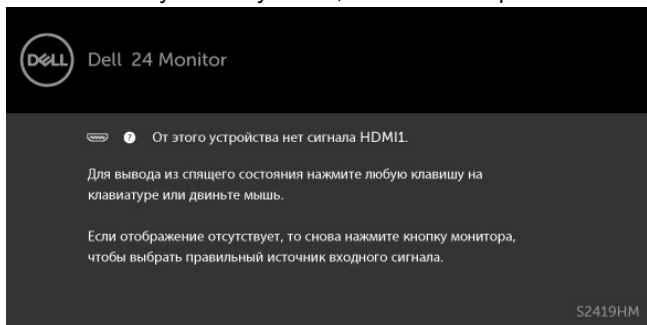 DELL
Dell 24 Monitor
От этого устройства нет сигнала HDMI1.
Для вывода из спящего состояния нажмите любую клавишу на
клавиатуре или двиньте мышь.
Если отображение отсутствует, то снова нажмите кнопку монитора,
чтобы выбрать правильный источник входного сигнала.
S2419HM